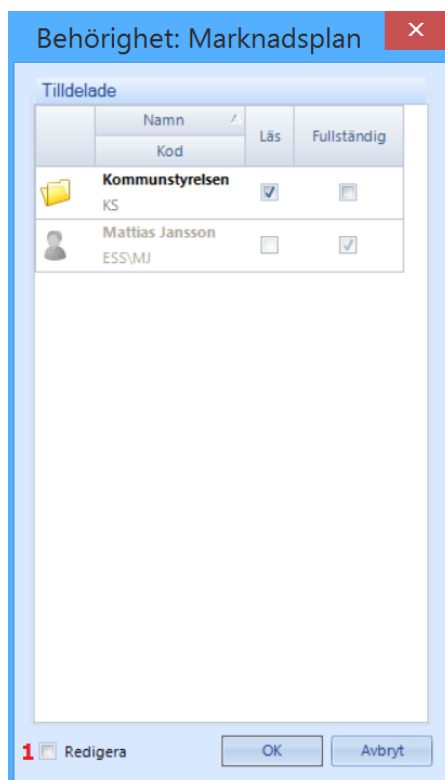 Behörighet: Marknadsplan
Tilldelade
Namn
Kod
Läs
Fullständig
Kommunstyrelsen
KS
Mattias Jansson
ESS\MJ
1 Redigera
OK
Avbryt